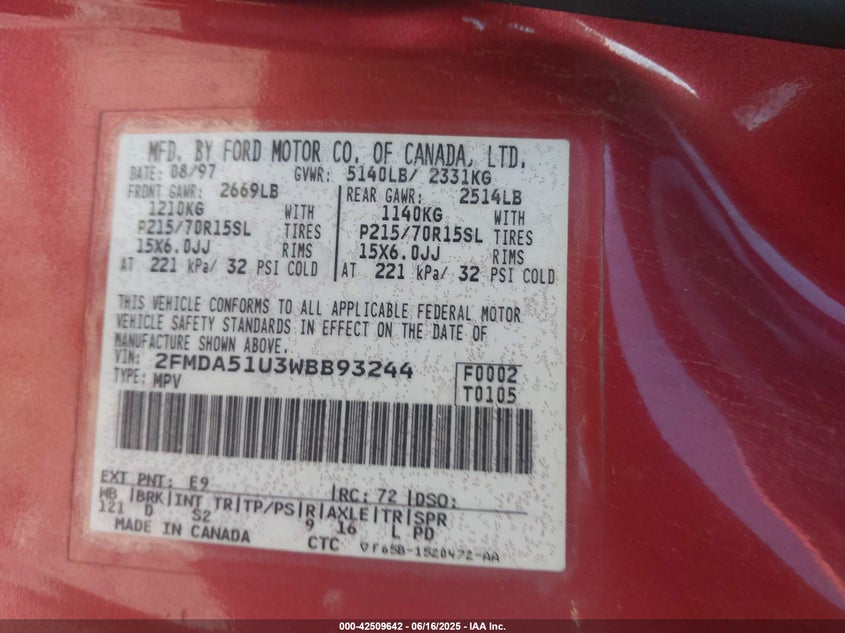 MFD. BY FORD MOTOR CO. OF CANADA, LTD.
DATE: 08/97 GVWR: 5140LB/ 2331KG
FRONT GAWR: 2669LB REAR GAWR: 2514LB
1210KG WITH 1140KG WITH
P215/70R15SL TIRES P215/70R15SL TIRES
15X6.0JJ RIMS 15X6.0JJ RIMS
AT 221 kPa/ 32 PSI COLD AT 221 kPa/ 32 PSI COLD
THIS VEHICLE CONFORMS TO ALL APPLICABLE FEDERAL MOTOR
VEHICLE SAFETY STANDARDS IN EFFECT ON THE DATE OF
MANUFACTURE SHOWN ABOVE.
VIN: 2FMDA51U3WBB93244 F0002
TYPE: MPV T0105
EXT PNT: E9 RC: 72 DSO:
WB BRK INT TR TP/PS R AXLE TR SPR
121 D S2 9 16 L PD
MADE IN CANADA CTC F65B-1520472-AA
000-42509642 - 06/16/2025 - IAA Inc.